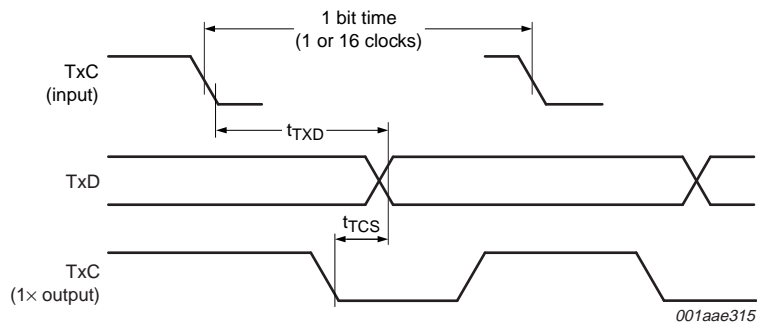 1 bit time
(1 or 16 clocks)
TxC
(input)
tTXD
TxD
tTCS
TxC
(1× output)
001aae315